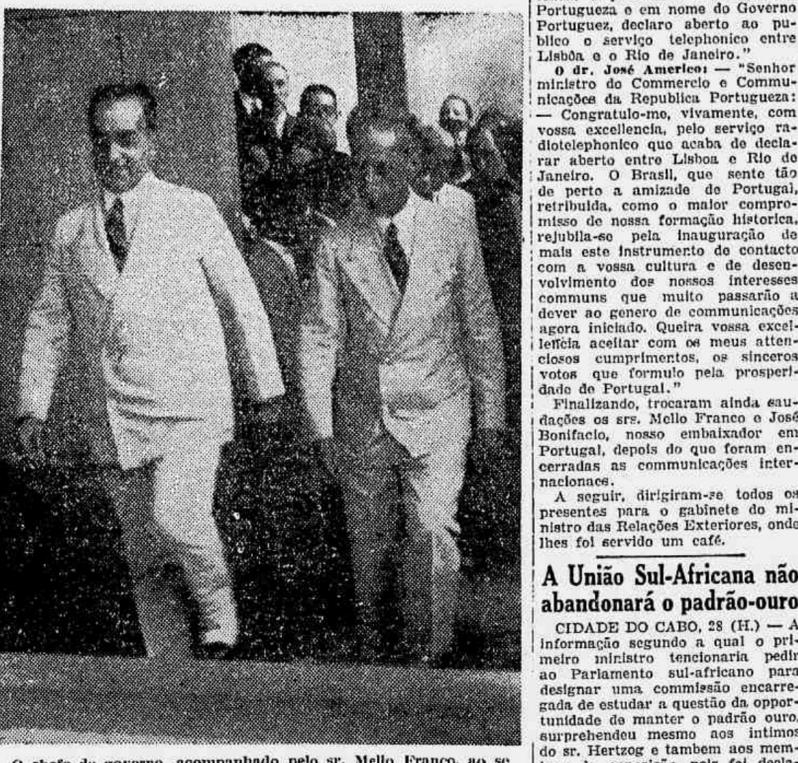 O chefe do governo, acompanhado pelo sr. Mello Franco, ao se
Portugueza e em nome do Governo
Portuguez, declaro aberto ao pu-
blico o serviço telephonico entre
Lisbôa e o Rio de Janeiro."
O dr. José Americo: — "Senhor
ministro do Commercio e Commu-
nicações da Republica Portugueza:
— Congratulo-me, vivamente, com
vossa excellencia, pelo serviço ra-
diotelephonico que acaba de decla-
rar aberto entre Lisboa e Rio de
Janeiro. O Brasil, que sente tão
de perto a amizade de Portugal,
retribuida, como o maior compro-
misso de nossa formação historica,
rejubila-se pela inauguração de
mais este instrumento de contacto
com a vossa cultura e de desen-
volvimento dos nossos interesses
communs que muito passarão a
dever ao genero de communicações
agora iniciado. Queira vossa excel-
lencia aceitar com os meus atten-
ciosos cumprimentos, os sinceros
votos que formulo pela prosperi-
dade de Portugal."
Finalizando, trocaram ainda sau-
dações os srs. Mello Franco e José
Bonifacio, nosso embaixador em
Portugal, depois do que foram en-
cerradas as communicações inter-
nacionaes.
A seguir, dirigiram-se todos os
presentes para o gabinete do mi-
nistro das Relações Exteriores, onde
lhes foi servido um café.
A União Sul-Africana não
abandonará o padrão-ouro
CIDADE DO CABO, 28 (H.) — A
informação segundo a qual o pri-
meiro ministro tencionaria pedir
ao Parlamento sul-africano para
designar uma commissão encarre-
gada de estudar a questão da oppor-
tunidade de manter o padrão ouro,
surprehendeu mesmo aos intimos
do sr. Hertzog e tambem aos mem-